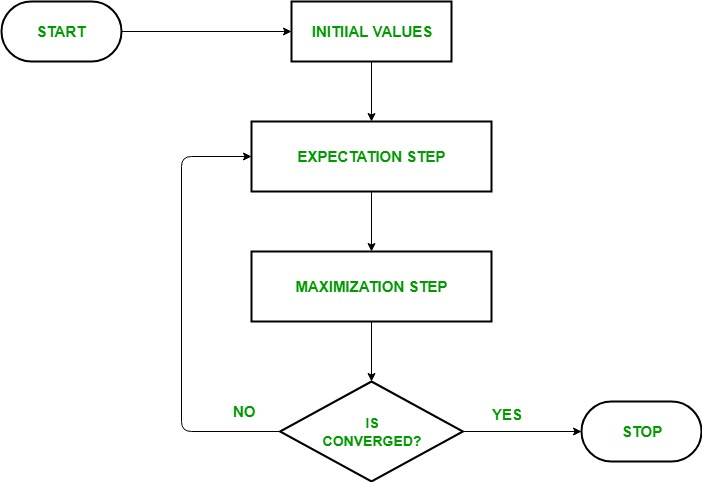 START
INITIIAL VALUES
EXPECTATION STEP
MAXIMIZATION STEP
NO
IS
CONVERGED?
YES
STOP